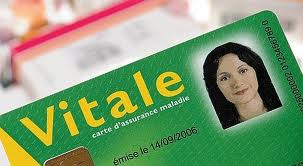 Vitale
carte d'assurance maladie
émise le 14/09/2006